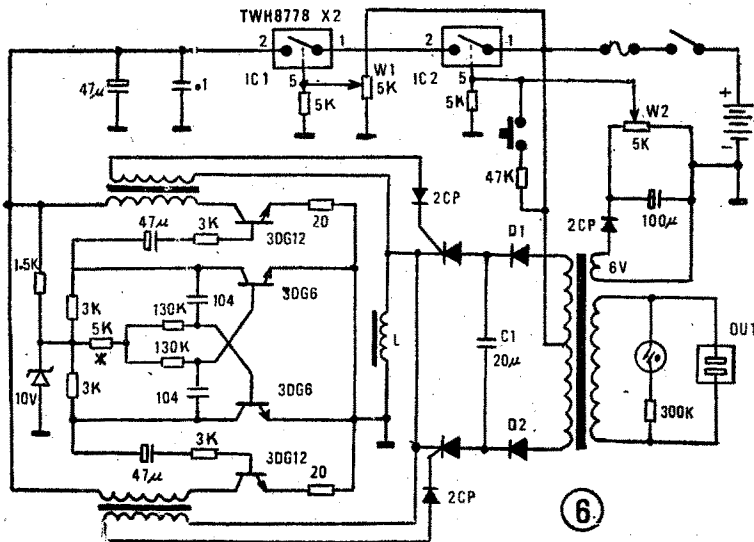 TWH8778 X2
2
1
2
1
W1
5K
IC1
5
IC2
5
47µ
.1
5K
5K
W2
5K
+
-
47K
2CP
100µ
2CP
6V
47µ
3K
20
3DG12
D1
1.5K
3K
3DG6
104
130K
5K
130K
L
C1
20µ
OUT
3K
104
10V
3DG6
300K
3K
D2
47µ
3DG12
20
2CP
6